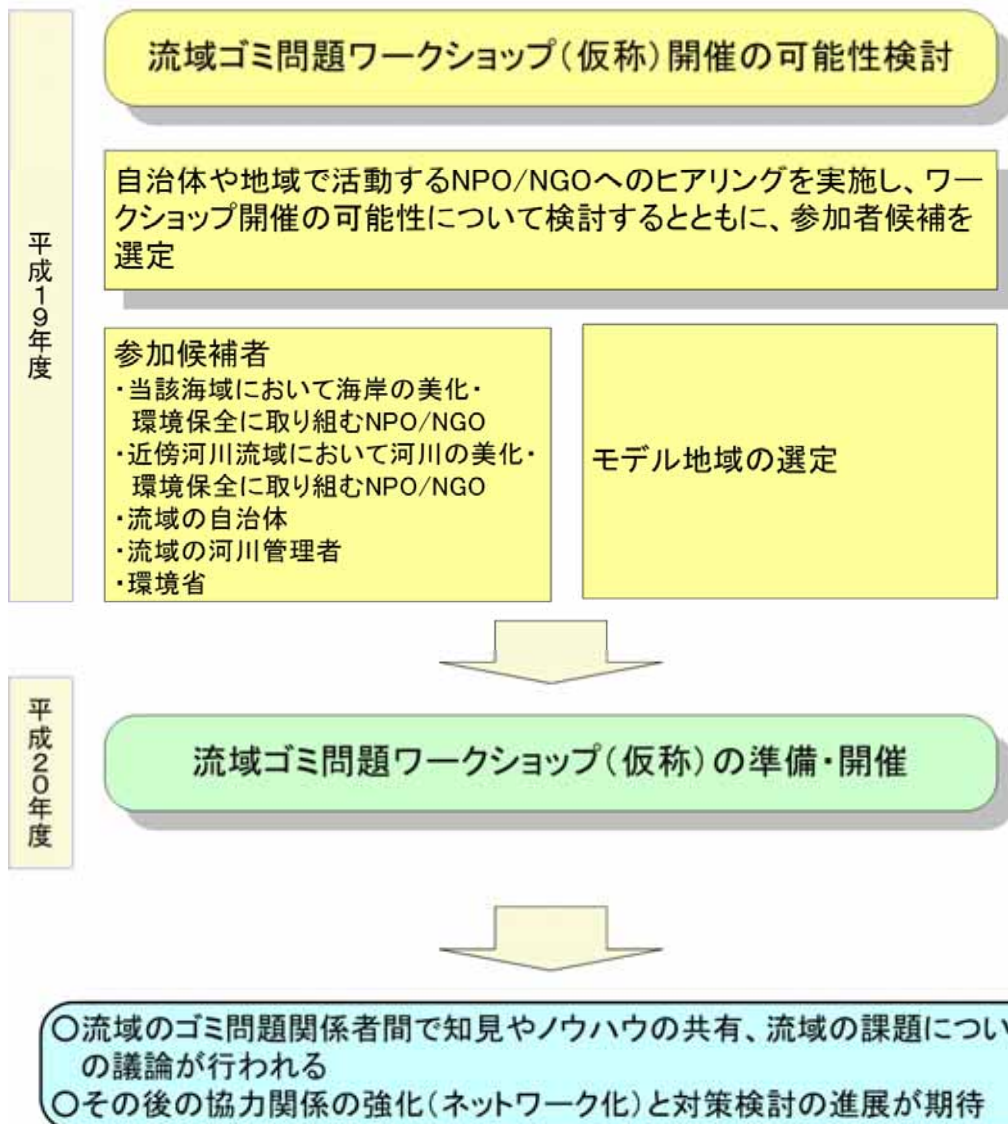 平成19年度
流域ゴミ問題ワークショップ(仮称)開催の可能性検討
自治体や地域で活動するNPO/NGOへのヒアリングを実施し、ワー
クショップ開催の可能性について検討するとともに、参加者候補を
選定
参加候補者
・当該海域において海岸の美化・
環境保全に取り組むNPO/NGO
・近傍河川流域において河川の美化・
環境保全に取り組むNPO/NGO
・流域の自治体
・流域の河川管理者
・環境省
モデル地域の選定
平成20年度
流域ゴミ問題ワークショップ(仮称)の準備・開催
○流域のゴミ問題関係者間で知見やノウハウの共有、流域の課題につい
の議論が行われる
○その後の協力関係の強化(ネットワーク化)と対策検討の進展が期待